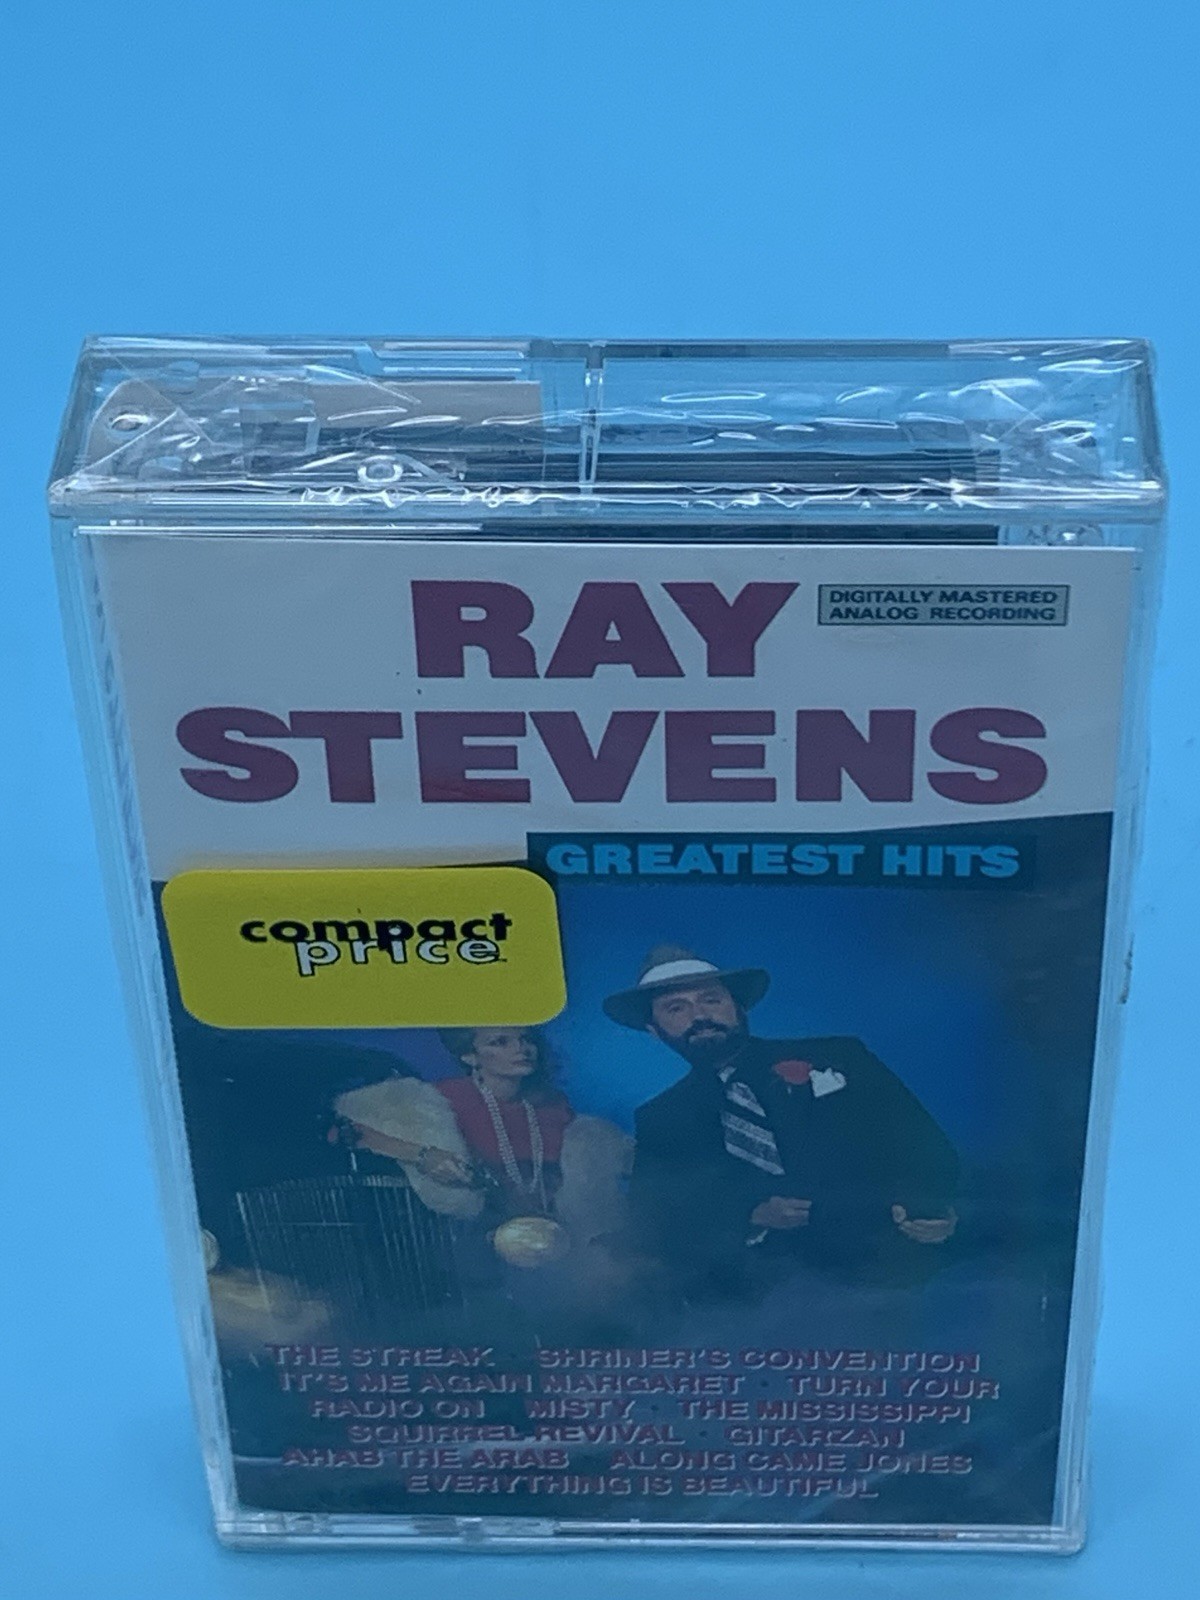 RAY
DIGITALLY MASTERED
ANALOG RECORDING
STEVENS
GREATEST HITS
compact
price
THE STREAK SHRINER'S CONVENTION
IT'S ME AGAIN MARGARET · TURN YOUR
RADIO ON MISTY · THE MISSISSIPPI
SQUIRREL REVIVAL · GITARZAN
AHAB THE ARAB ALONG CAME JONES
EVERYTHING IS BEAUTIFUL